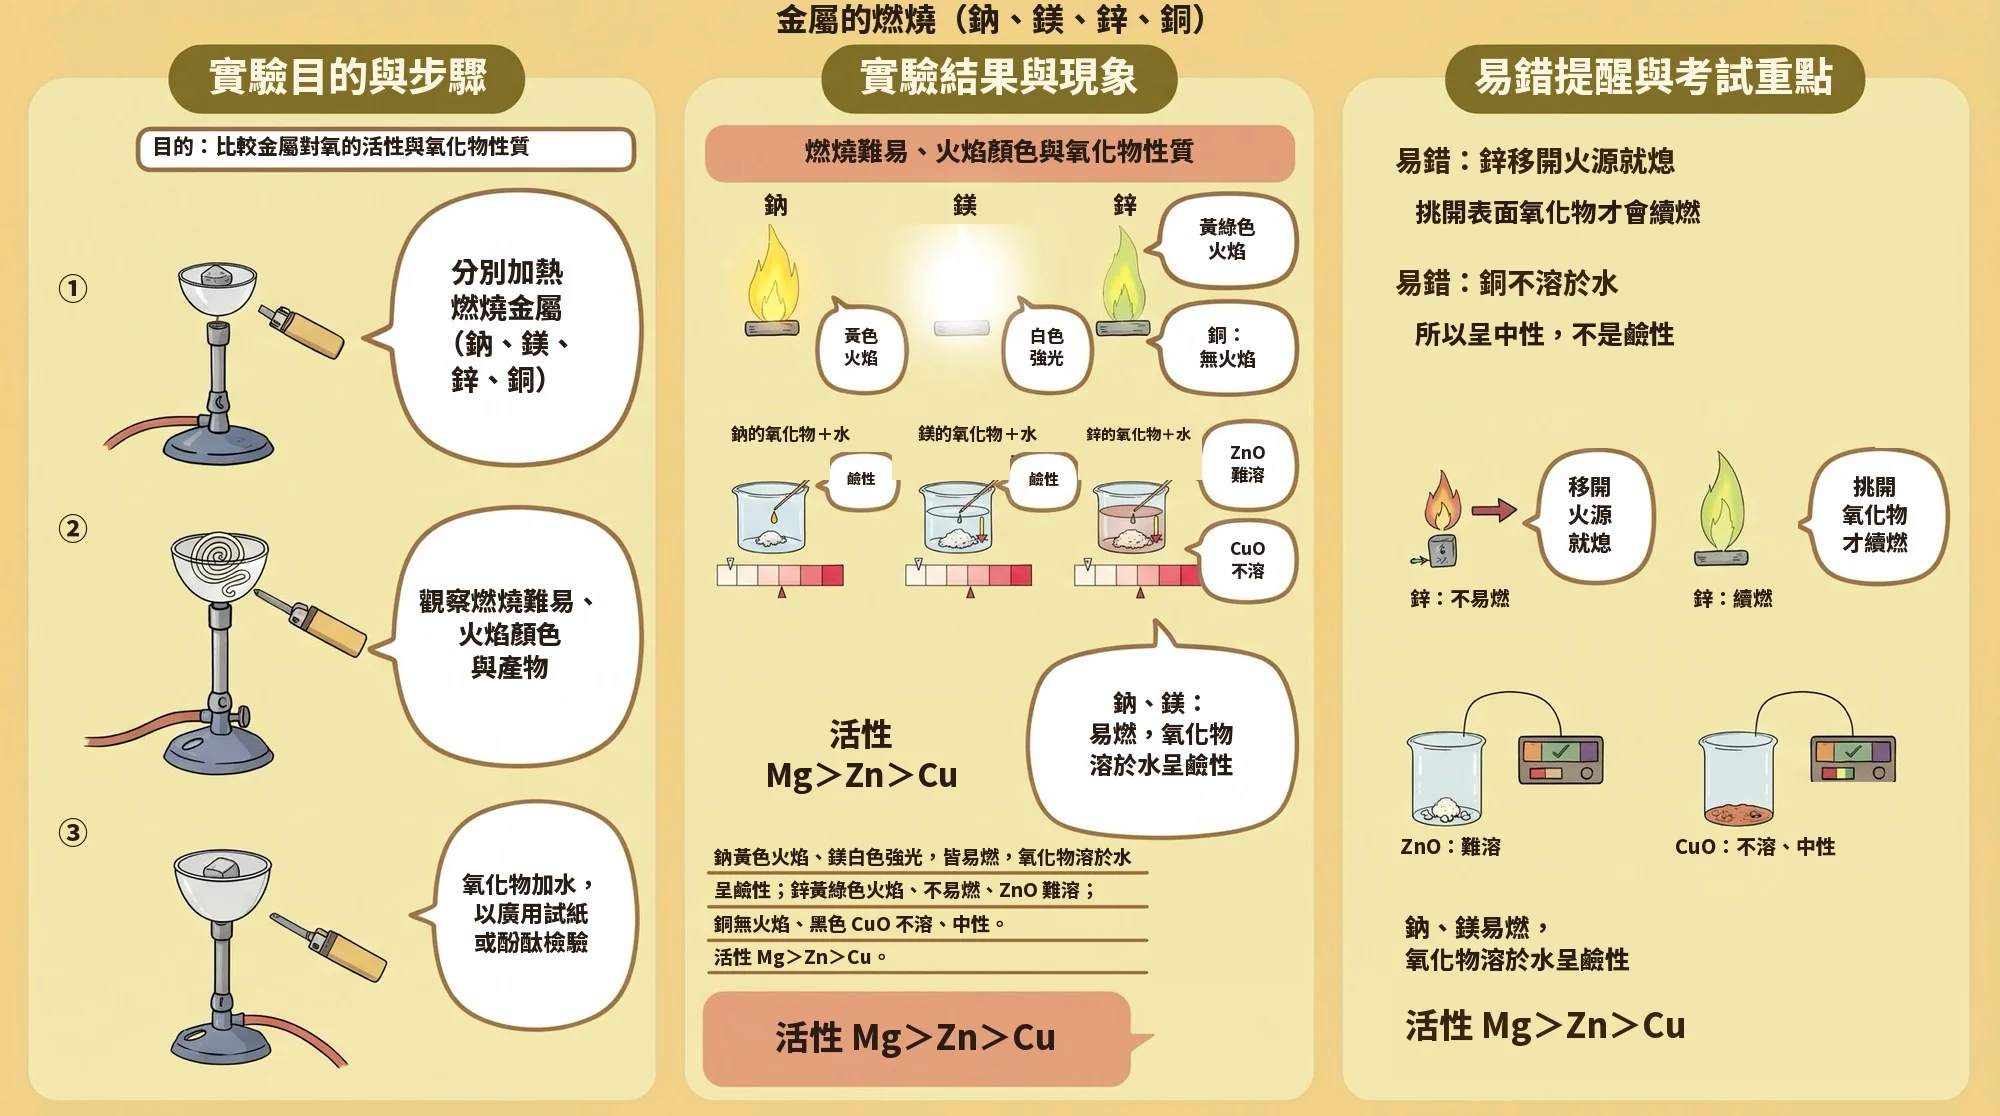 金屬的燃燒（鈉、鎂、鋅、銅）
實驗目的與步驟
目的：比較金屬對氧的活性與氧化物性質
①
分別加熱
燃燒金屬
（鈉、鎂、
鋅、銅）
②
觀察燃燒難易、
火焰顏色
與產物
③
氧化物加水，
以廣用試紙
或酚酞檢驗
實驗結果與現象
燃燒難易、火焰顏色與氧化物性質
鈉
鎂
鋅
黃色
火焰
白色
強光
黃綠色
火焰
銅：
無火焰
鈉的氧化物＋水
鎂的氧化物＋水
鋅的氧化物＋水
鹼性
鹼性
ZnO
難溶
CuO
不溶
活性
Mg＞Zn＞Cu
鈉、鎂：
易燃，氧化物
溶於水呈鹼性
鈉黃色火焰、鎂白色強光，皆易燃，氧化物溶於水
呈鹼性；鋅黃綠色火焰、不易燃、ZnO 難溶；
銅無火焰、黑色 CuO 不溶、中性。
活性 Mg＞Zn＞Cu。
活性 Mg＞Zn＞Cu
易錯提醒與考試重點
易錯：鋅移開火源就熄
挑開表面氧化物才會續燃
易錯：銅不溶於水
所以呈中性，不是鹼性
移開
火源
就熄
挑開
氧化物
才續燃
鋅：不易燃
鋅：續燃
ZnO：難溶
CuO：不溶、中性
鈉、鎂易燃，
氧化物溶於水呈鹼性
活性 Mg＞Zn＞Cu